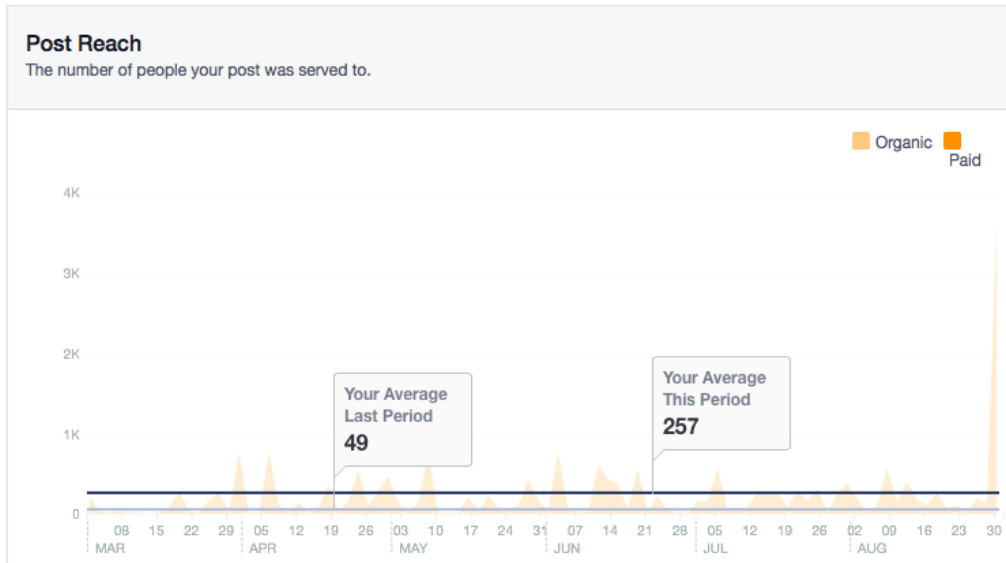 Post Reach
The number of people your post was served to.
Organic
Paid
4K
3K
2K
1K
0
Your Average
Last Period
49
Your Average
This Period
257
08 15 22 29 05 12 19 26 03 10 17 24 31 07 14 21 28 05 12 19 26 02 09 16 23 30
MAR APR MAY JUN JUL AUG